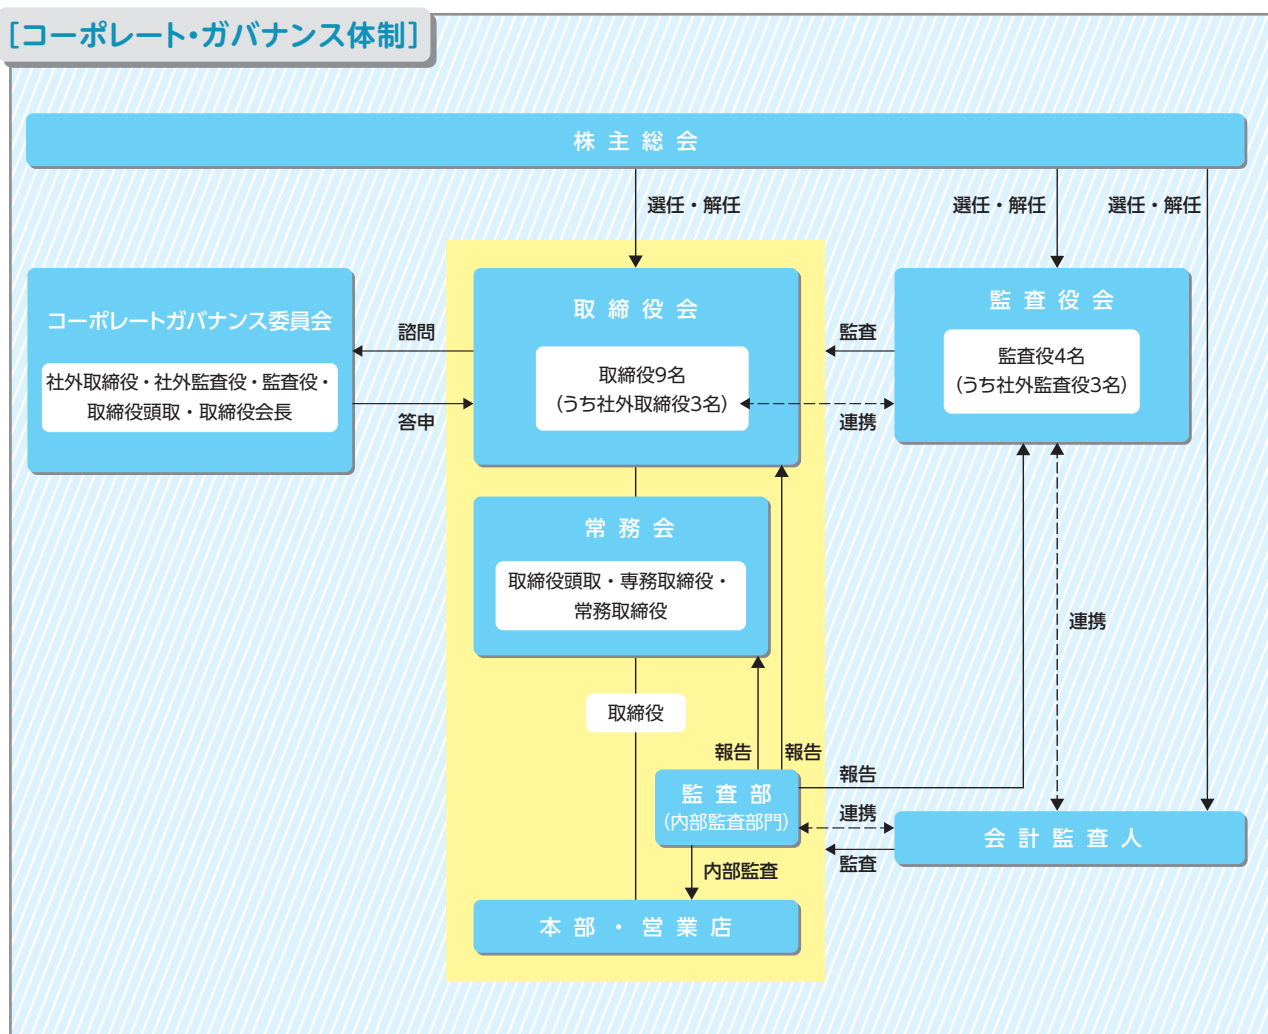 [コーポレート・ガバナンス体制]
株主総会
選任・解任
選任・解任
選任・解任
コーポレートガバナンス委員会
社外取締役・社外監査役・監査役・
取締役頭取・取締役会長
諮問
答申
取締役会
取締役9名
(うち社外取締役3名)
監査
連携
監査役会
監査役4名
(うち社外監査役3名)
常務会
取締役頭取・専務取締役・
常務取締役
連携
取締役
報告
報告
報告
監査部
(内部監査部門)
連携
監査
会計監査人
内部監査
本部・営業店